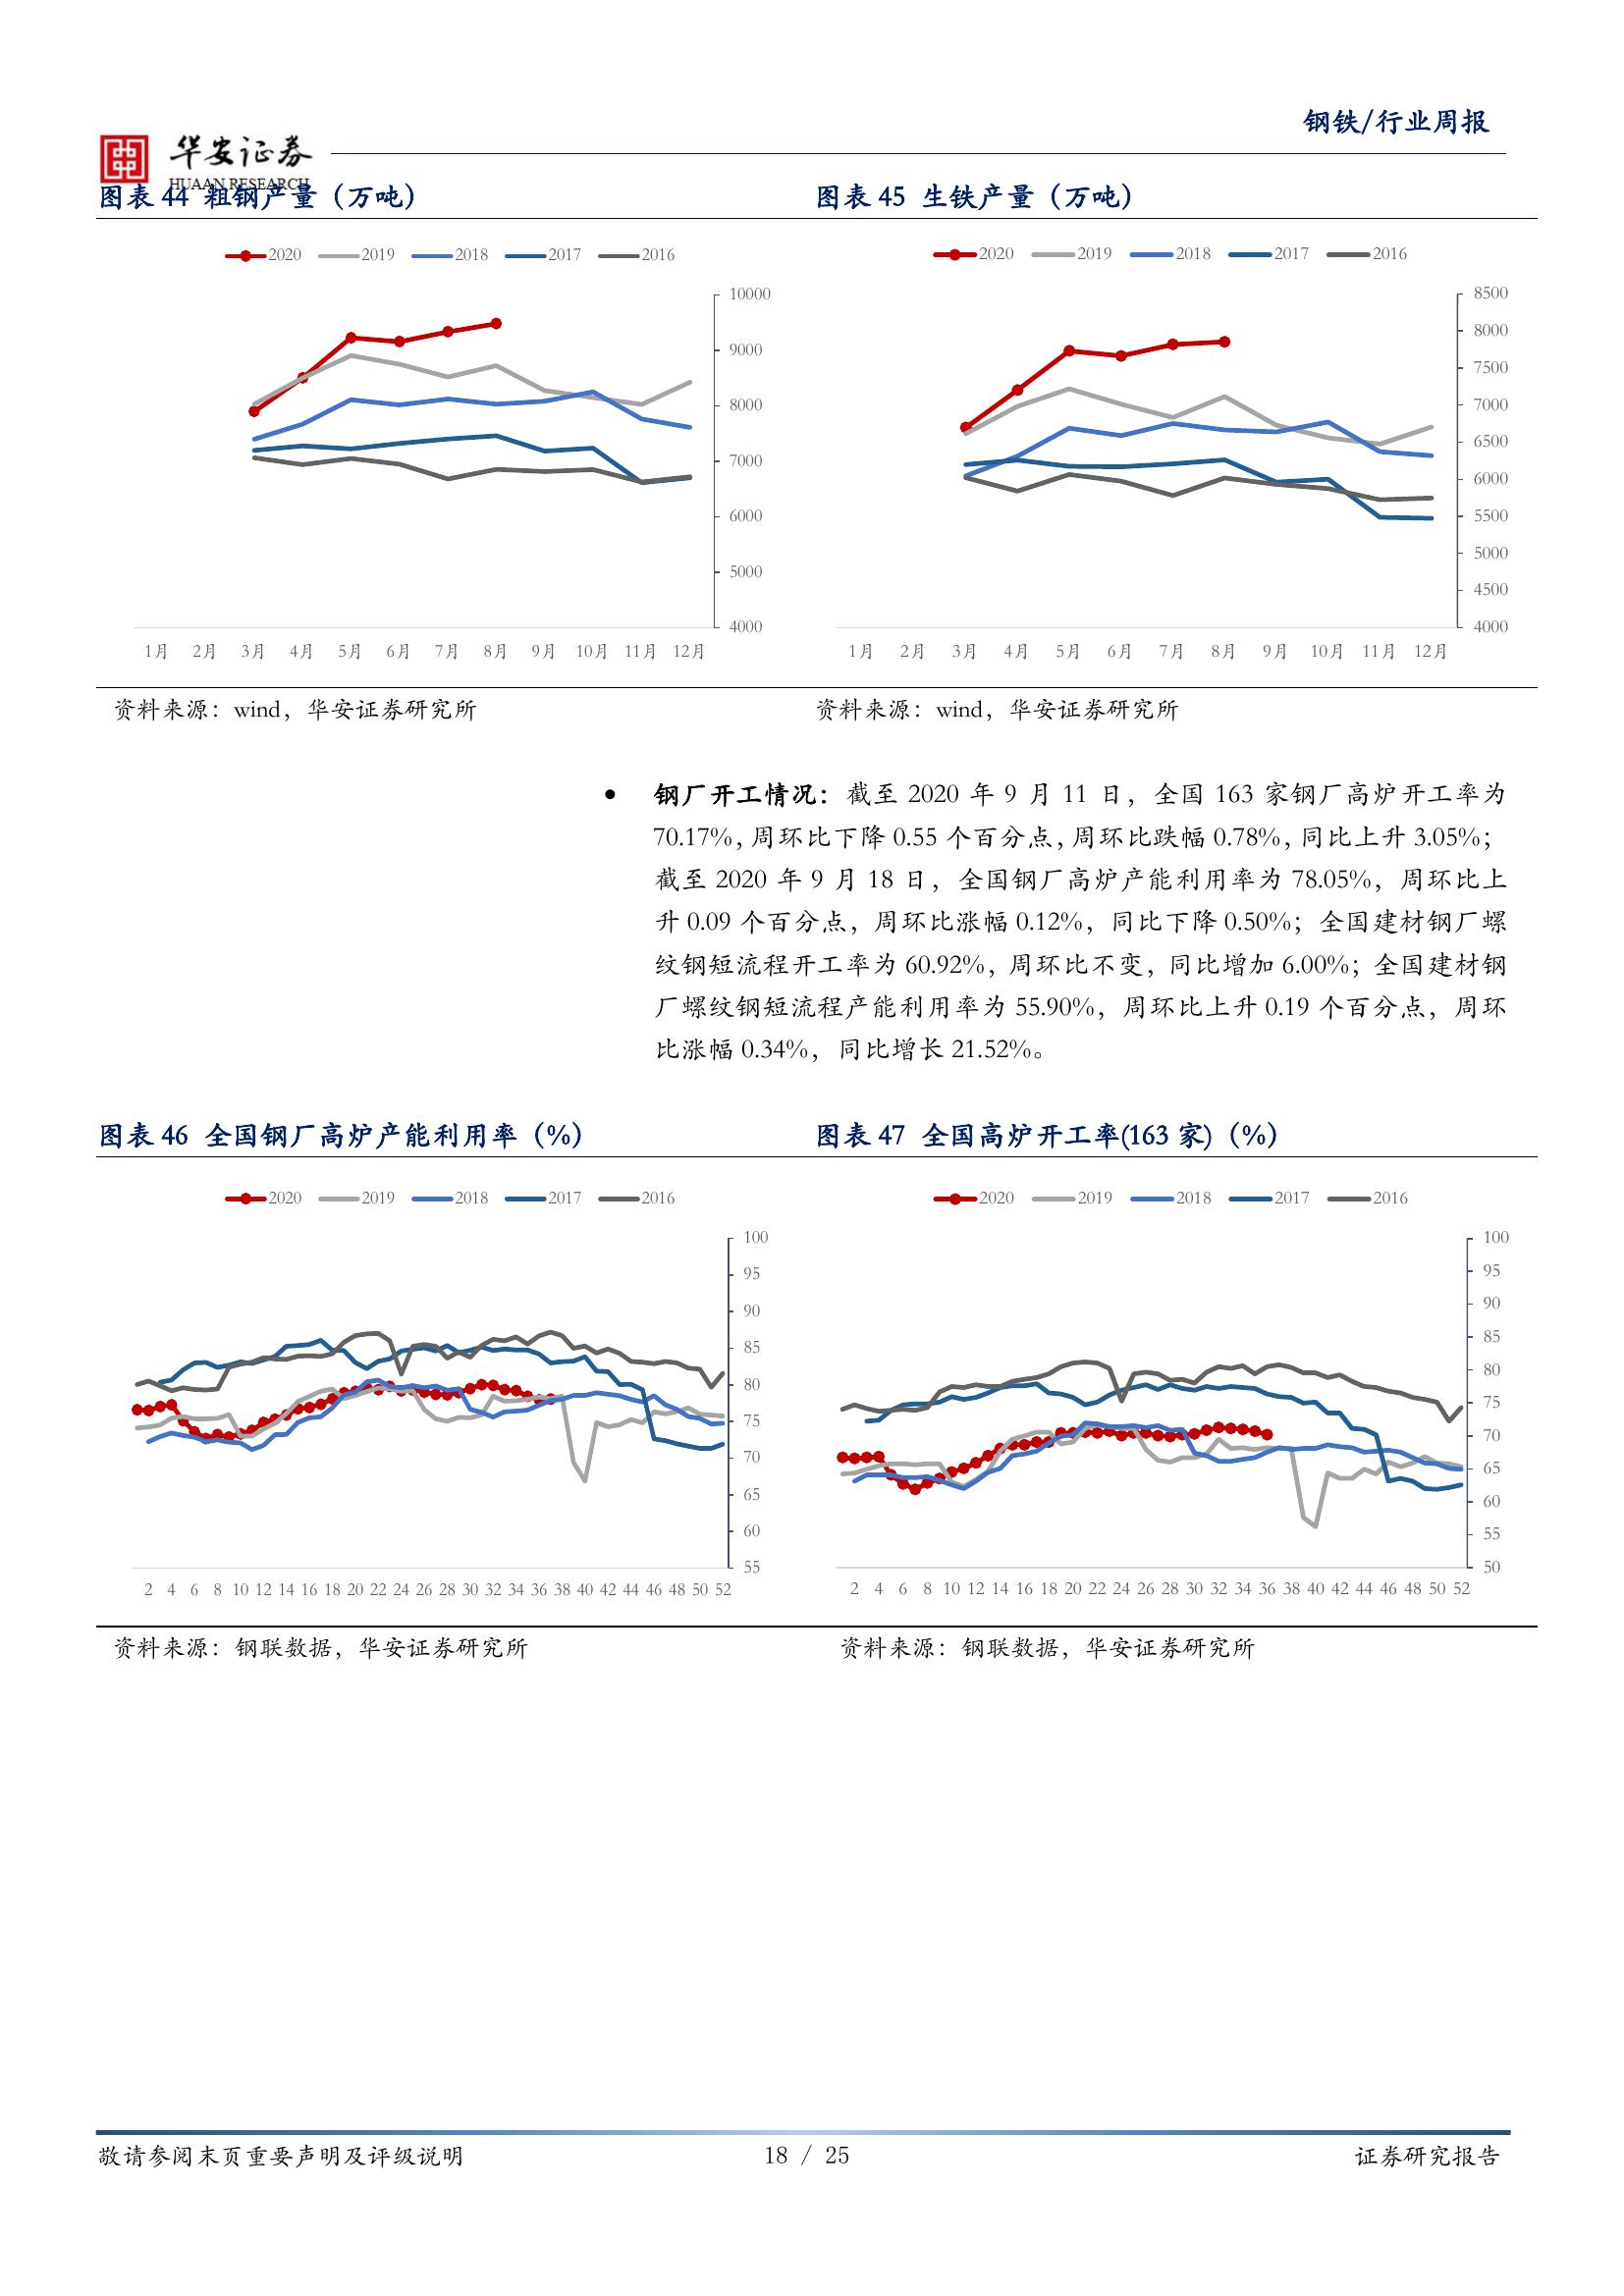 钢铁/行业周报
华安证券
HUAAN RESEARCH
图表 44 粗钢产量（万吨）
图表 45 生铁产量（万吨）
2020 2019 2018 2017 2016
10000
9000
8000
7000
6000
5000
4000
1月 2月 3月 4月 5月 6月 7月 8月 9月 10月 11月 12月
2020 2019 2018 2017 2016
8500
8000
7500
7000
6500
6000
5500
5000
4500
4000
1月 2月 3月 4月 5月 6月 7月 8月 9月 10月 11月 12月
资料来源：wind，华安证券研究所
资料来源：wind，华安证券研究所
• 钢厂开工情况：截至 2020 年 9 月 11 日，全国 163 家钢厂高炉开工率为
70.17%，周环比下降 0.55 个百分点，周环比跌幅 0.78%，同比上升 3.05%；
截至 2020 年 9 月 18 日，全国钢厂高炉产能利用率为 78.05%，周环比上
升 0.09 个百分点，周环比涨幅 0.12%，同比下降 0.50%；全国建材钢厂螺
纹钢短流程开工率为 60.92%，周环比不变，同比增加 6.00%；全国建材钢
厂螺纹钢短流程产能利用率为 55.90%，周环比上升 0.19 个百分点，周环
比涨幅 0.34%，同比增长 21.52%。
图表 46 全国钢厂高炉产能利用率（%）
图表 47 全国高炉开工率(163 家)（%）
2020 2019 2018 2017 2016
100
95
90
85
80
75
70
65
60
55
2 4 6 8 10 12 14 16 18 20 22 24 26 28 30 32 34 36 38 40 42 44 46 48 50 52
2020 2019 2018 2017 2016
100
95
90
85
80
75
70
65
60
55
50
2 4 6 8 10 12 14 16 18 20 22 24 26 28 30 32 34 36 38 40 42 44 46 48 50 52
资料来源：钢联数据，华安证券研究所
资料来源：钢联数据，华安证券研究所
敬请参阅末页重要声明及评级说明
18 / 25
证券研究报告